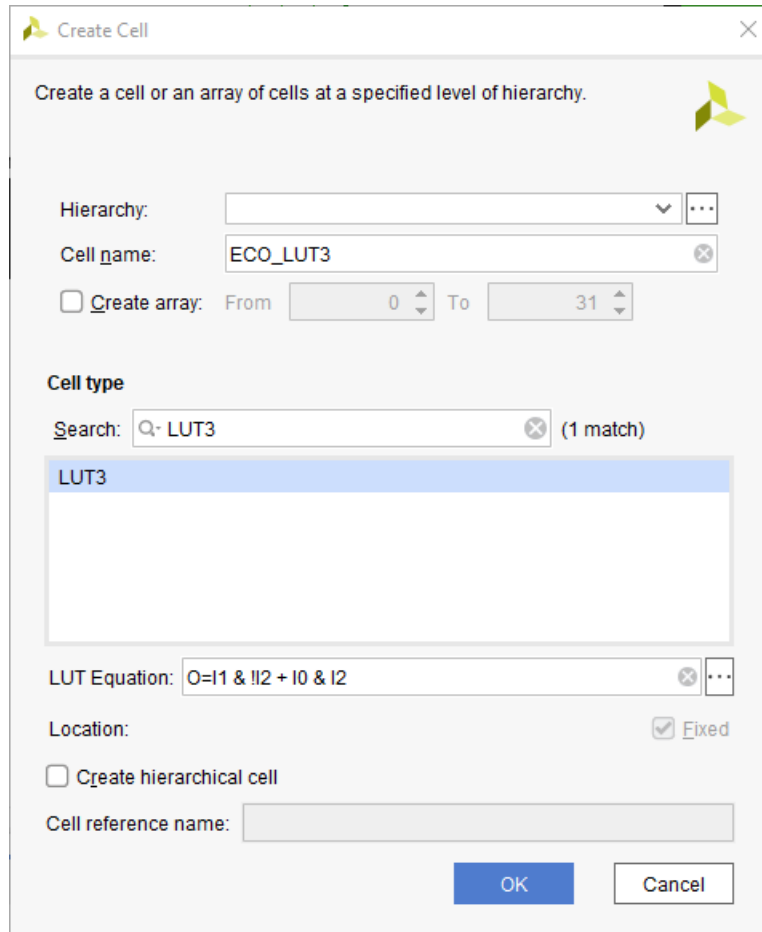 Create Cell
Create a cell or an array of cells at a specified level of hierarchy.
Hierarchy:
Cell name: ECO_LUT3
Create array: From 0 To 31
Cell type
Search: LUT3 (1 match)
LUT3
LUT Equation: O=I1 & !I2 + I0 & I2
Location: Fixed
Create hierarchical cell
Cell reference name:
OK Cancel